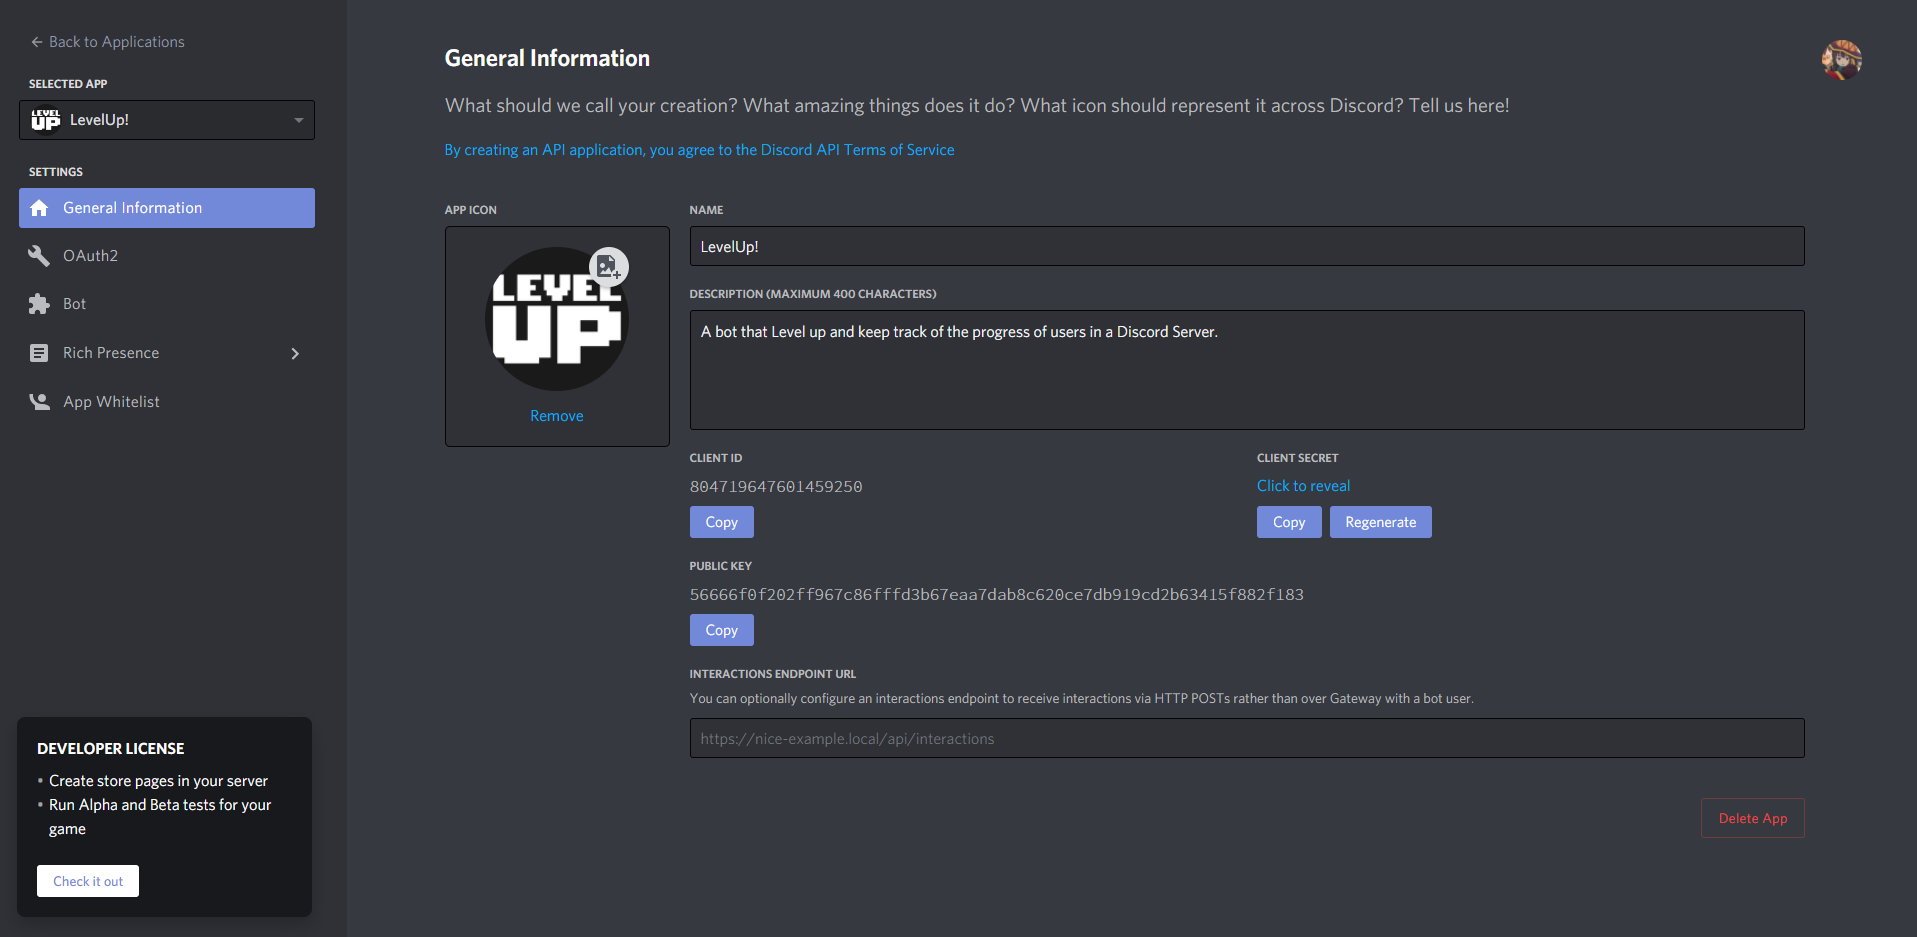 Back to Applications
SELECTED APP
LEVEL
UP
LevelUp!
SETTINGS
General Information
OAuth2
Bot
Rich Presence
App Whitelist
DEVELOPER LICENSE
• Create store pages in your server
• Run Alpha and Beta tests for your
game
Check it out
General Information
What should we call your creation? What amazing things does it do? What icon should represent it across Discord? Tell us here!
By creating an API application, you agree to the Discord API Terms of Service
APP ICON
LEVEL
UP
Remove
NAME
LevelUp!
DESCRIPTION (MAXIMUM 400 CHARACTERS)
A bot that Level up and keep track of the progress of users in a Discord Server.
CLIENT ID
804719647601459250
Copy
CLIENT SECRET
Click to reveal
Copy Regenerate
PUBLIC KEY
56666f0f202ff967c86fffd3b67eaa7dab8c620ce7db919cd2b63415f882f183
Copy
INTERACTIONS ENDPOINT URL
You can optionally configure an interactions endpoint to receive interactions via HTTP POSTs rather than over Gateway with a bot user.
https://nice-example.local/api/interactions
Delete App